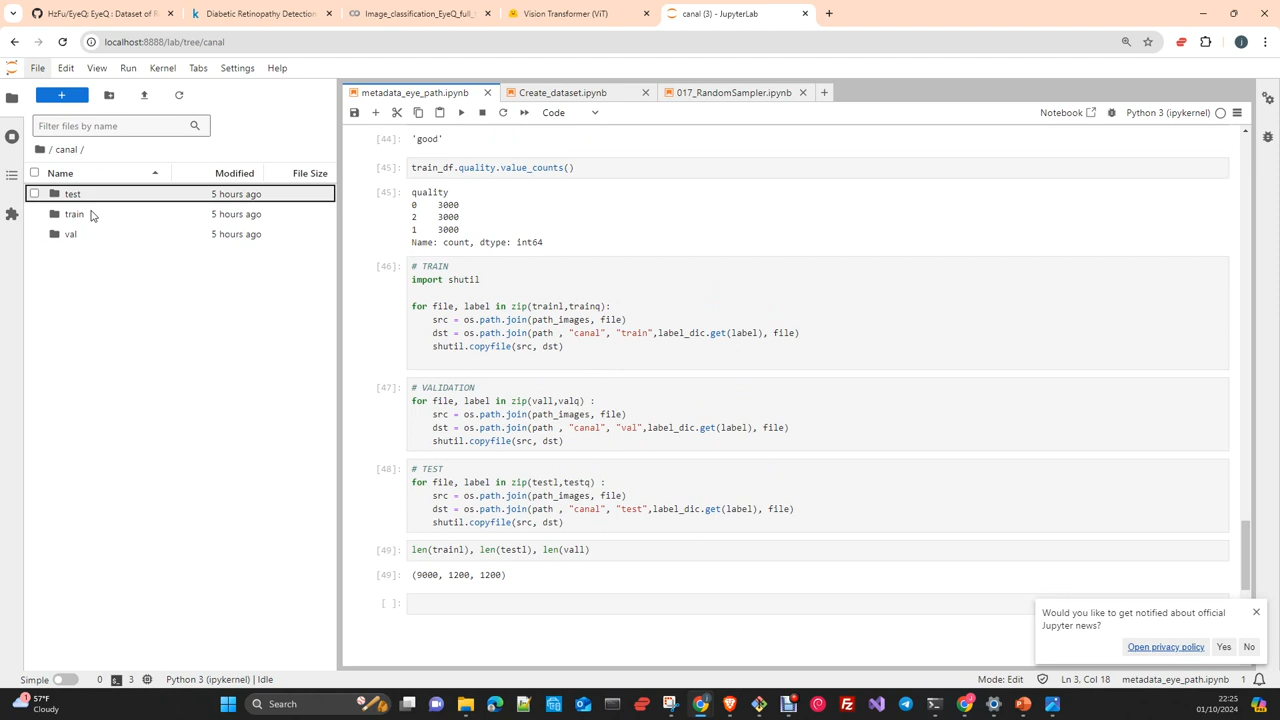 HzFu/EyeQ: EyeQ : Dataset of R
Diabetic Retinopathy Detection
Image_classification_EyeQ_full_
Vision Transformer (ViT)
canal (3) - JupyterLab
localhost:8888/lab/tree/canal
File Edit View Run Kernel Tabs Settings Help
Filter files by name
/ canal /
Name Modified File Size
test 5 hours ago
train 5 hours ago
val 5 hours ago
metadata_eye_path.ipynb
Create_dataset.ipynb
017_RandomSampler.ipynb
Code
Notebook
Python 3 (ipykernel)
[44]: 'good'
[45]: train_df.quality.value_counts()
[45]: quality
0 3000
2 3000
1 3000
Name: count, dtype: int64
[46]: # TRAIN
import shutil
for file, label in zip(trainl,trainq):
src = os.path.join(path_images, file)
dst = os.path.join(path , "canal", "train",label_dic.get(label), file)
shutil.copyfile(src, dst)
[47]: # VALIDATION
for file, label in zip(vall,valq) :
src = os.path.join(path_images, file)
dst = os.path.join(path , "canal", "val",label_dic.get(label), file)
shutil.copyfile(src, dst)
[48]: # TEST
for file, label in zip(testl,testq) :
src = os.path.join(path_images, file)
dst = os.path.join(path , "canal", "test",label_dic.get(label), file)
shutil.copyfile(src, dst)
[49]: len(trainl), len(testl), len(vall)
[49]: (9000, 1200, 1200)
[ ]:
Would you like to get notified about official
Jupyter news?
Open privacy policy Yes No
Simple 0 3 Python 3 (ipykernel) | Idle
Mode: Edit Ln 3, Col 18 metadata_eye_path.ipynb 1
57°F
Cloudy
Search
22:25
01/10/2024